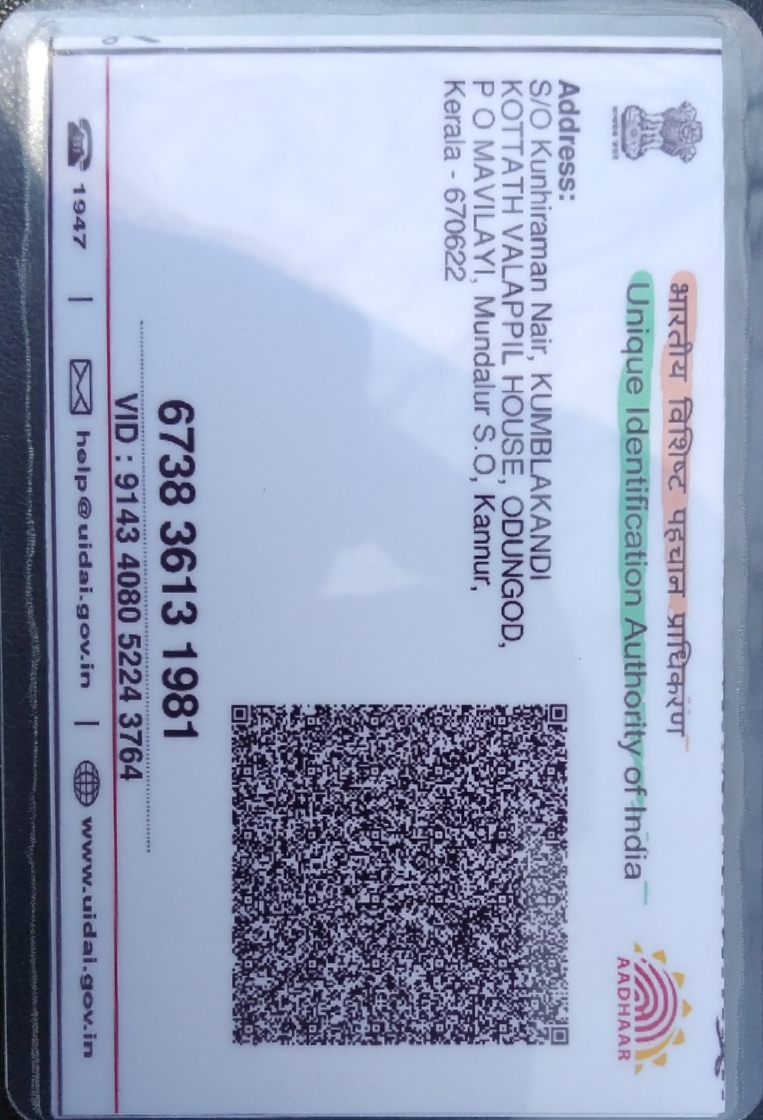 भारतीय विशिष्ट पहचान प्राधिकरण
Unique Identification Authority of India
AADHAAR
Address:
S/O Kunhiraman Nair, KUMBLAKANDI
KOTTATH VALAPPIL HOUSE, ODUNGOD,
P O MAVILAYI, Mundalur S.O, Kannur,
Kerala - 670622
6738 3613 1981
VID : 9143 4080 5224 3764
1947 | help@uidai.gov.in | www.uidai.gov.in